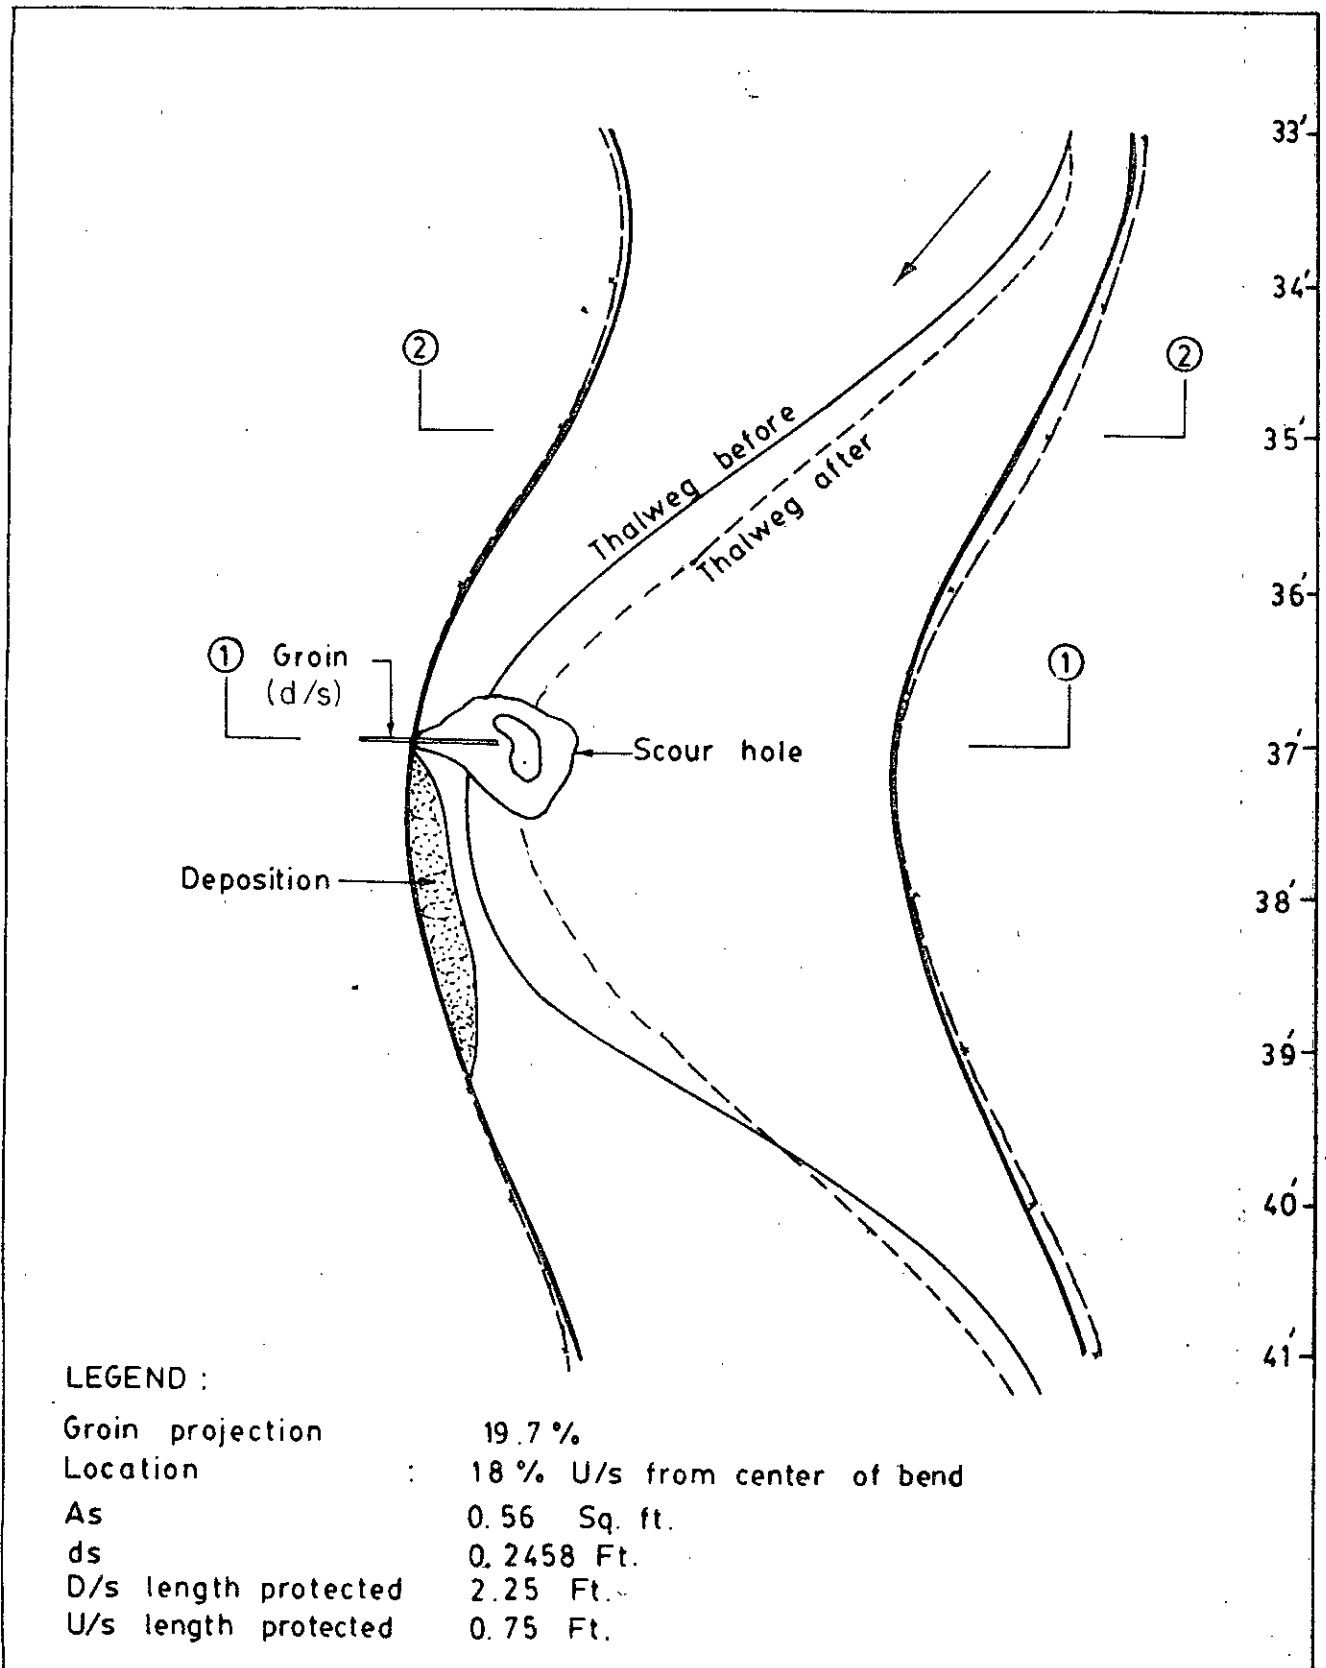 33'
34'
② ②
35'
Thalweg before
Thalweg after
36'
① Groin ①
(d/s)
37'
Scour hole
Deposition
38'
39'
40'
41'
LEGEND :
Groin projection 19.7 %
Location : 18 % U/s from center of bend
As 0.56 Sq. ft.
ds 0.2458 Ft.
D/s length protected 2.25 Ft.
U/s length protected 0.75 Ft.